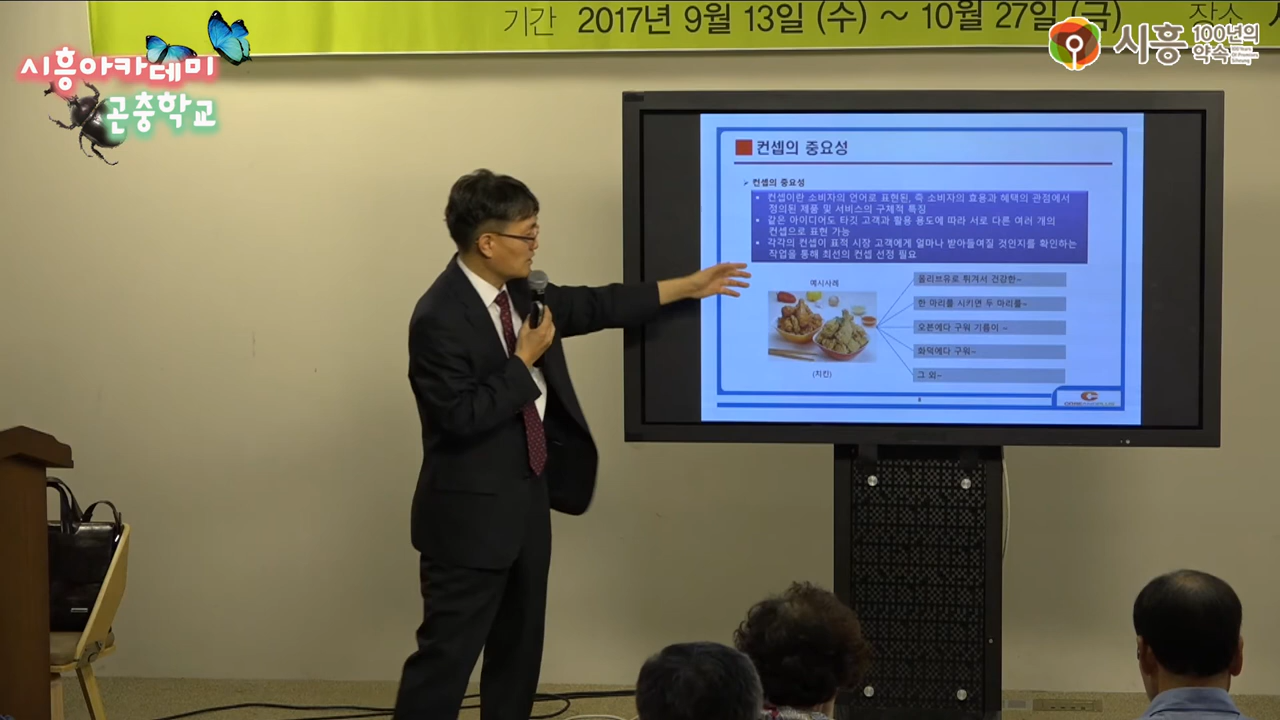 기간 2017년 9월 13일 (수) ~ 10월 27일 (금) 장소
시흥아카데미
곤충학교
시흥 100년의
약속
컨셉의 중요성
➢ 컨셉의 중요성
▪ 컨셉이란 소비자의 언어로 표현된, 즉 소비자의 효용과 혜택의 관점에서
정의된 제품 및 서비스의 구체적 특징
▪ 같은 아이디어도 타깃 고객과 활용 용도에 따라 서로 다른 여러 개의
컨셉으로 표현 가능
▪ 각각의 컨셉이 표적 시장 고객에게 얼마나 받아들여질 것인지를 확인하는
작업을 통해 최선의 컨셉 선정 필요
예시사례
(치킨)
올리브유로 튀겨서 건강한~
한 마리를 시키면 두 마리를~
오븐에다 구워 기름이 ~
화덕에다 구워~
그 외~